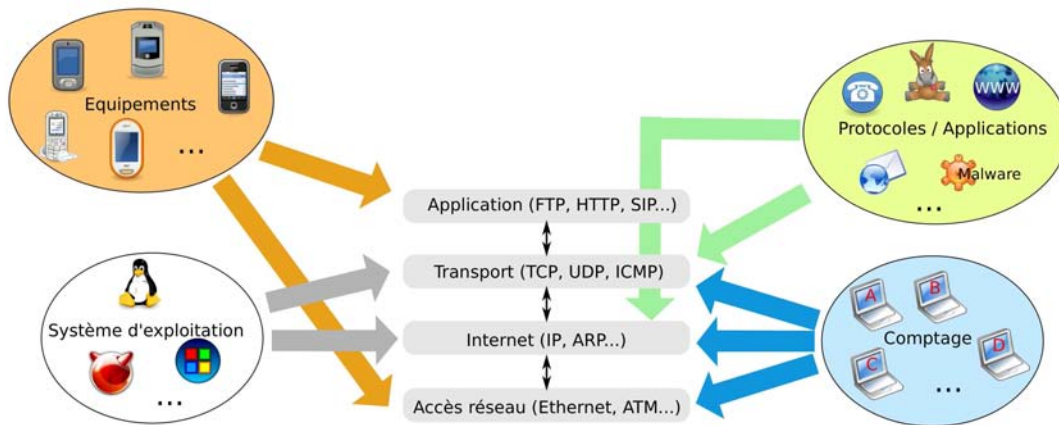 Equipements
...
Système d'exploitation
...
Application (FTP, HTTP, SIP...)
Transport (TCP, UDP, ICMP)
Internet (IP, ARP...)
Accès réseau (Ethernet, ATM...)
WWW
Protocoles / Applications
Malware
...
A
B
Comptage
C
D
...